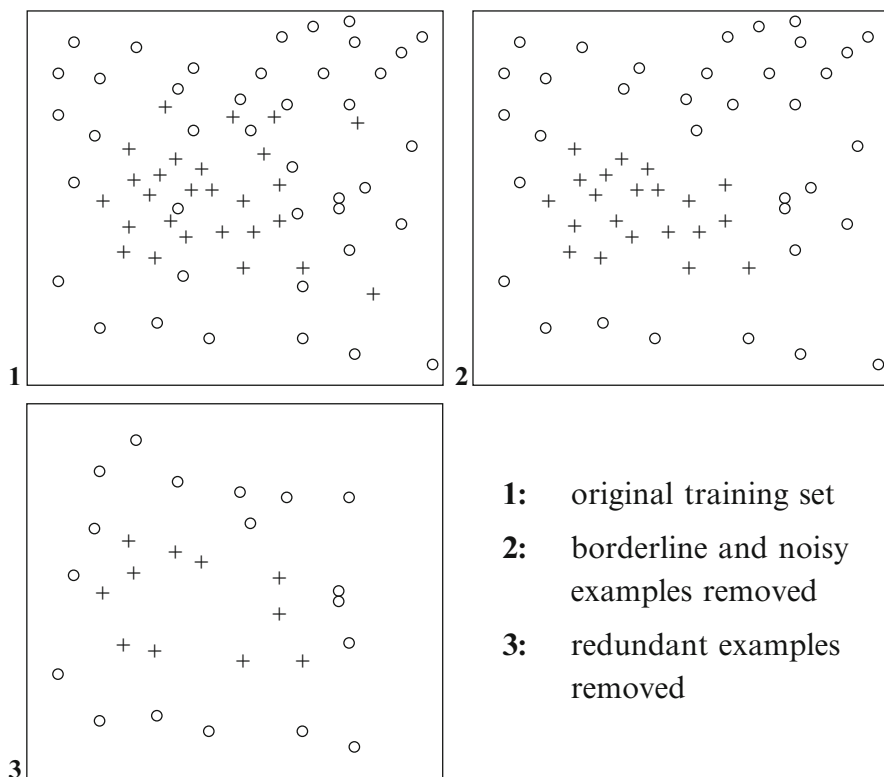 1
2
3
1: original training set
2: borderline and noisy
examples removed
3: redundant examples
removed